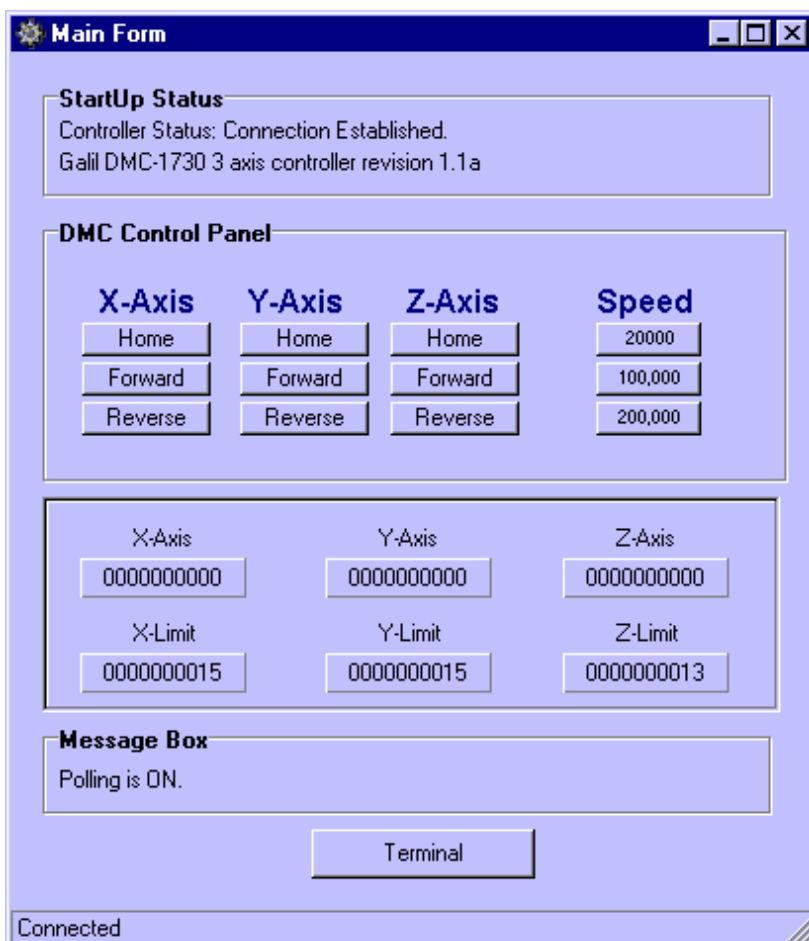 Main Form
StartUp Status
Controller Status: Connection Established.
Galil DMC-1730 3 axis controller revision 1.1a
DMC Control Panel
X-Axis Y-Axis Z-Axis Speed
Home Home Home 20000
Forward Forward Forward 100,000
Reverse Reverse Reverse 200,000
X-Axis Y-Axis Z-Axis
0000000000 0000000000 0000000000
X-Limit Y-Limit Z-Limit
0000000015 0000000015 0000000013
Message Box
Polling is ON.
Terminal
Connected